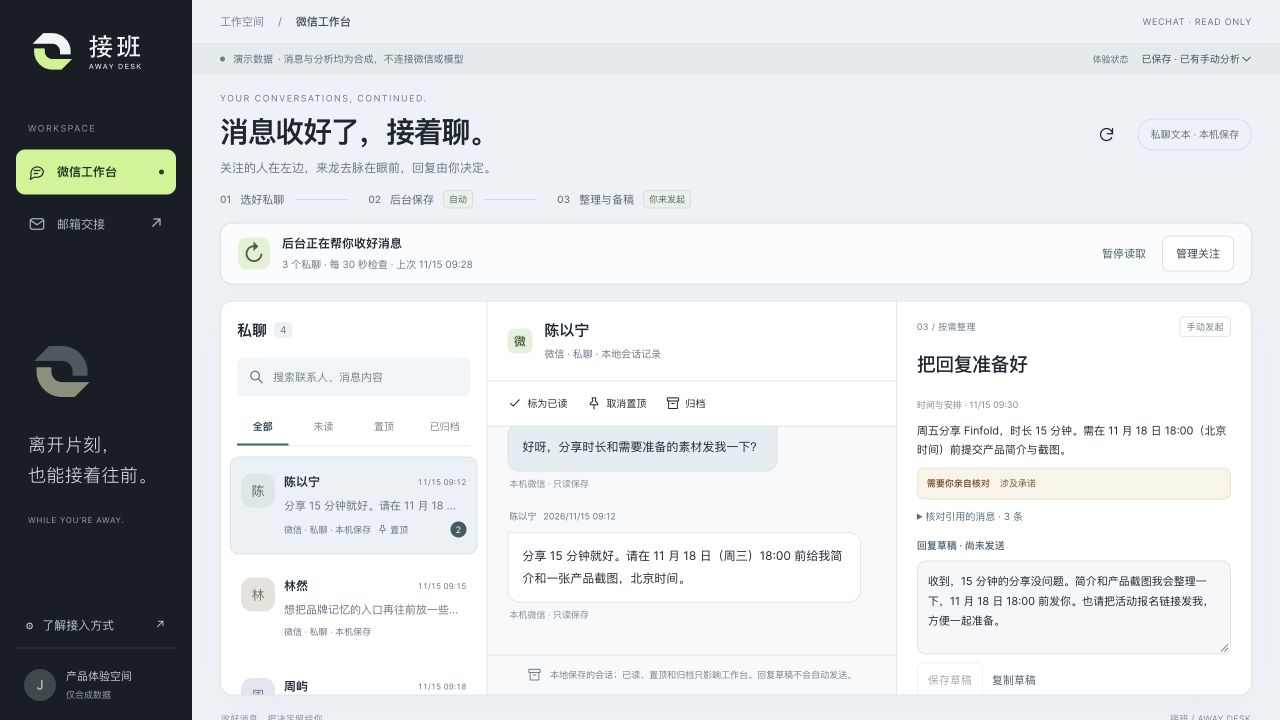 接班
AWAY DESK
WORKSPACE
微信工作台
邮箱交接
离开片刻，
也能接着往前。
WHILE YOU'RE AWAY.
了解接入方式
J
产品体验空间
仅合成数据
工作空间 / 微信工作台
WECHAT · READ ONLY
演示数据 · 消息与分析均为合成，不连接微信或模型
体验状态 已保存 · 已有手动分析
YOUR CONVERSATIONS, CONTINUED.
消息收好了，接着聊。
关注的人在左边，来龙去脉在眼前，回复由你决定。
私聊文本 · 本机保存
01 选好私聊 02 后台保存 自动 03 整理与备稿 你来发起
后台正在帮你收好消息
3 个私聊 · 每 30 秒检查 · 上次 11/15 09:28
暂停读取 管理关注
私聊 4
搜索联系人、消息内容
全部 未读 置顶 已归档
陈
陈以宁 11/15 09:12
分享 15 分钟就好。请在 11 月 18 ...
微信 · 私聊 · 本机保存 置顶 2
林
林然 11/15 09:15
想把品牌记忆的入口再往前放一些...
微信 · 私聊 · 本机保存
周
周屿 11/15 09:18
微
陈以宁
微信 · 私聊 · 本地会话记录
标为已读 取消置顶 归档
好呀，分享时长和需要准备的素材发我一下？
本机微信 · 只读保存
陈以宁 2026/11/15 09:12
分享 15 分钟就好。请在 11 月 18 日（周三）18:00 前给我简
介和一张产品截图，北京时间。
本机微信 · 只读保存
本地保存的会话：已读、置顶和归档只影响工作台。回复草稿不会自动发送。
03 / 按需整理 手动发起
把回复准备好
时间与安排 · 11/15 09:30
周五分享 Finfold，时长 15 分钟。需在 11 月 18 日 18:00（北京
时间）前提交产品简介与截图。
需要你亲自核对 涉及承诺
核对引用的消息 · 3 条
回复草稿 · 尚未发送
收到，15 分钟的分享没问题。简介和产品截图我会整理一
下，11 月 18 日 18:00 前发你。也请把活动报名链接发我，
方便一起准备。
保存草稿 复制草稿
收好消息，把决定留给你
接班 / AWAY DESK